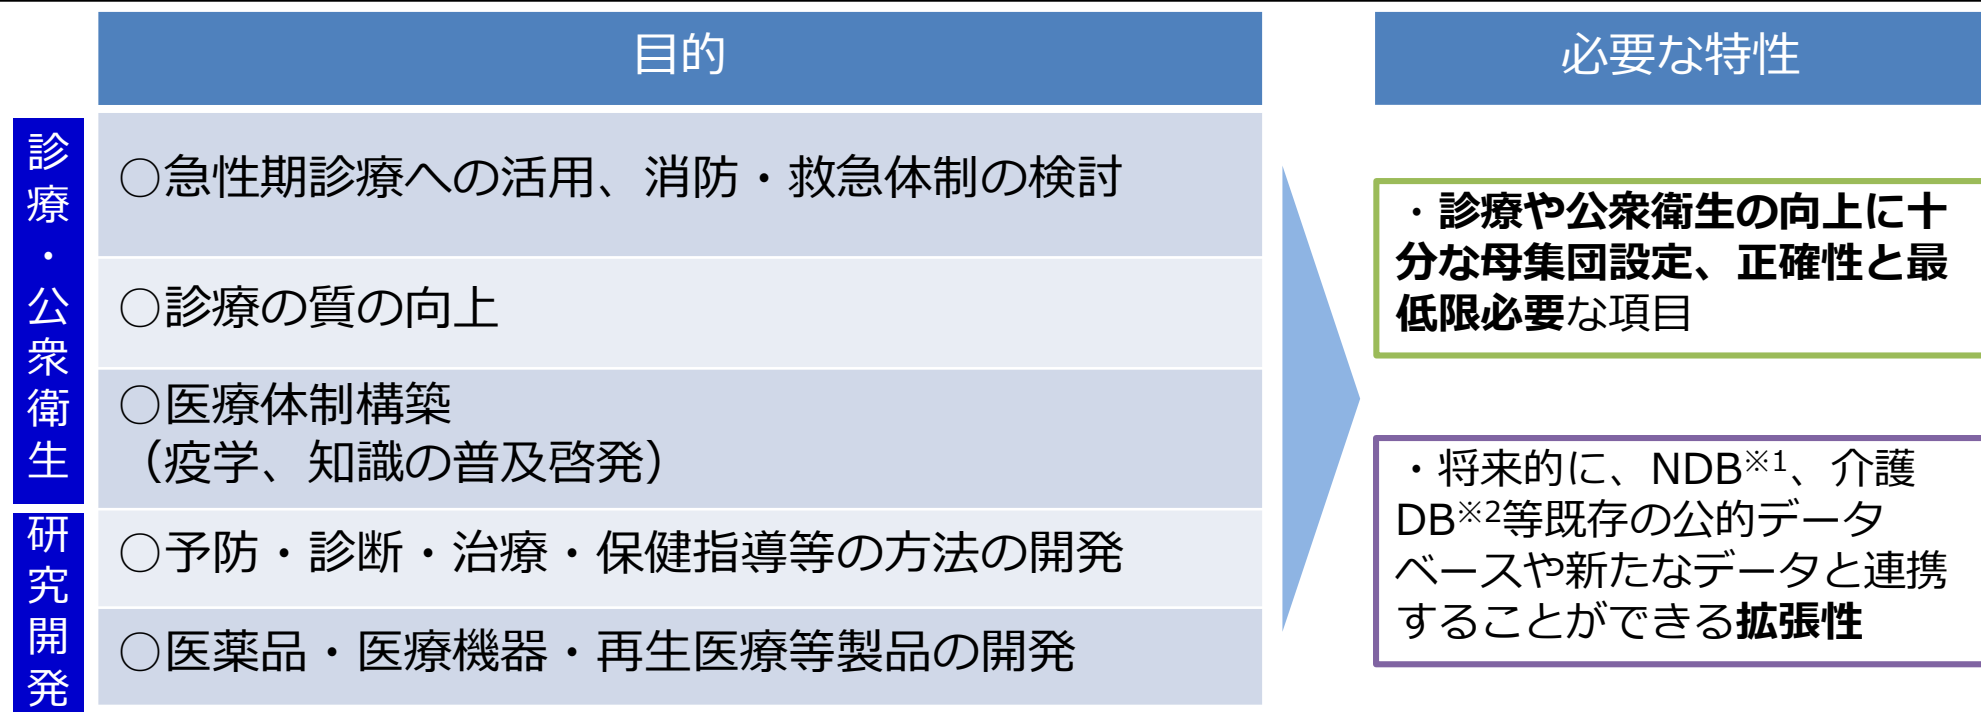 目的
必要な特性
診療・公衆衛生
○急性期診療への活用、消防・救急体制の検討
○診療の質の向上
○医療体制構築
（疫学、知識の普及啓発）
研究開発
○予防・診断・治療・保健指導等の方法の開発
○医薬品・医療機器・再生医療等製品の開発
・診療や公衆衛生の向上に十
分な母集団設定、正確性と最
低限必要な項目
・将来的に、NDB※1、介護
DB※2等既存の公的データ
ベースや新たなデータと連携
することができる拡張性